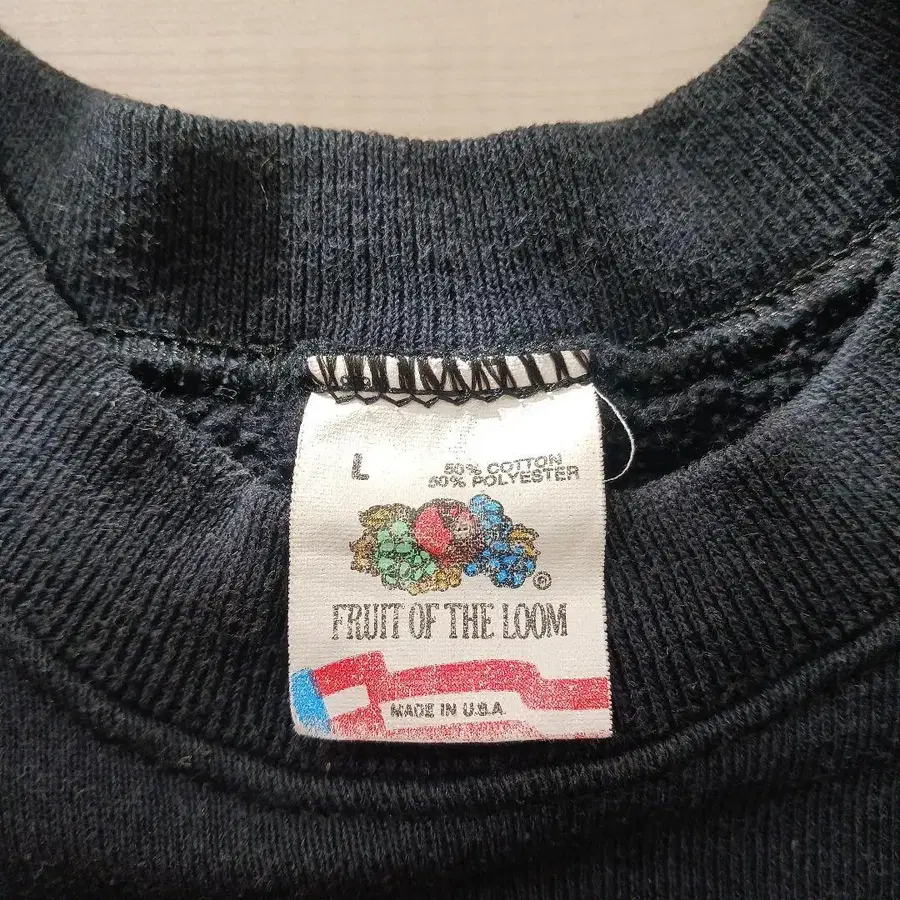 L
50% COTTON
50% POLYESTER
®
FRUIT OF THE LOOM
MADE IN U.S.A.